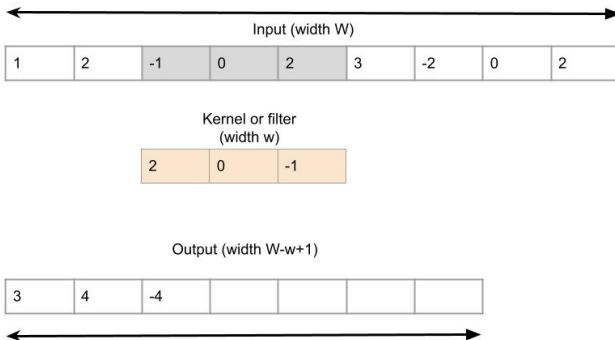 Input (width W)
1 2 -1 0 2 3 -2 0 2
Kernel or filter
(width w)
2 0 -1
Output (width W-w+1)
3 4 -4